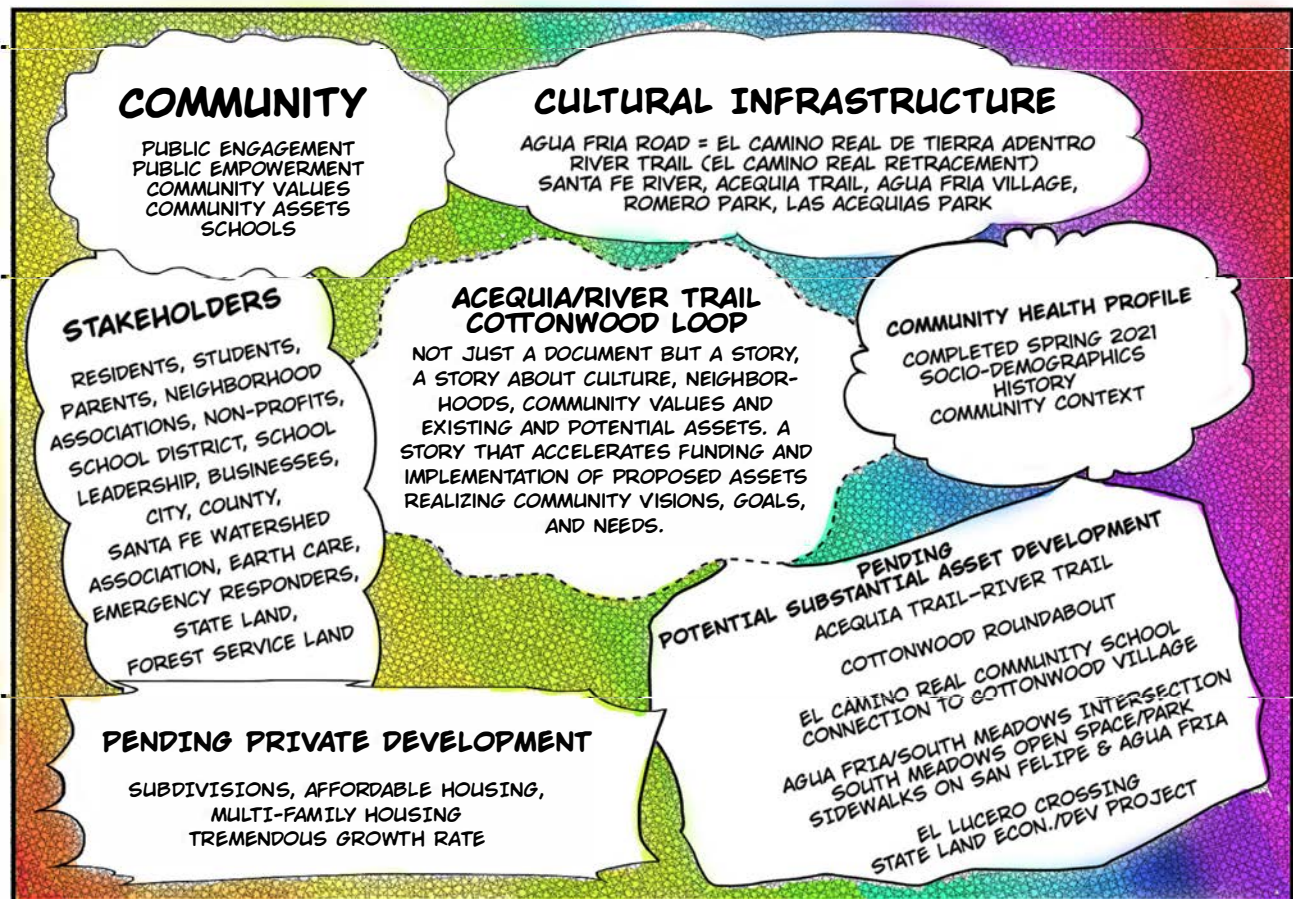 COMMUNITY
PUBLIC ENGAGEMENT
PUBLIC EMPOWERMENT
COMMUNITY VALUES
COMMUNITY ASSETS
SCHOOLS
CULTURAL INFRASTRUCTURE
AGUA FRIA ROAD = EL CAMINO REAL DE TIERRA ADENTRO
RIVER TRAIL (EL CAMINO REAL RETRACEMENT)
SANTA FE RIVER, ACEQUIA TRAIL, AGUA FRIA VILLAGE,
ROMERO PARK, LAS ACEQUIAS PARK
STAKEHOLDERS
RESIDENTS, STUDENTS,
PARENTS, NEIGHBORHOOD
ASSOCIATIONS, NON-PROFITS,
SCHOOL DISTRICT, SCHOOL
LEADERSHIP, BUSINESSES,
CITY, COUNTY,
SANTA FE WATERSHED
ASSOCIATION, EARTH CARE,
EMERGENCY RESPONDERS,
STATE LAND,
FOREST SERVICE LAND
ACEQUIA/RIVER TRAIL
COTTONWOOD LOOP
NOT JUST A DOCUMENT BUT A STORY,
A STORY ABOUT CULTURE, NEIGHBOR-
HOODS, COMMUNITY VALUES AND
EXISTING AND POTENTIAL ASSETS. A
STORY THAT ACCELERATES FUNDING AND
IMPLEMENTATION OF PROPOSED ASSETS
REALIZING COMMUNITY VISIONS, GOALS,
AND NEEDS.
COMMUNITY HEALTH PROFILE
COMPLETED SPRING 2021
SOCIO-DEMOGRAPHICS
HISTORY
COMMUNITY CONTEXT
PENDING
POTENTIAL SUBSTANTIAL ASSET DEVELOPMENT
ACEQUIA TRAIL-RIVER TRAIL
COTTONWOOD ROUNDABOUT
EL CAMINO REAL COMMUNITY SCHOOL
CONNECTION TO COTTONWOOD VILLAGE
AGUA FRIA/SOUTH MEADOWS INTERSECTION
SOUTH MEADOWS OPEN SPACE/PARK
SIDEWALKS ON SAN FELIPE & AGUA FRIA
EL LUCERO CROSSING
STATE LAND ECON./DEV PROJECT
PENDING PRIVATE DEVELOPMENT
SUBDIVISIONS, AFFORDABLE HOUSING,
MULTI-FAMILY HOUSING
TREMENDOUS GROWTH RATE